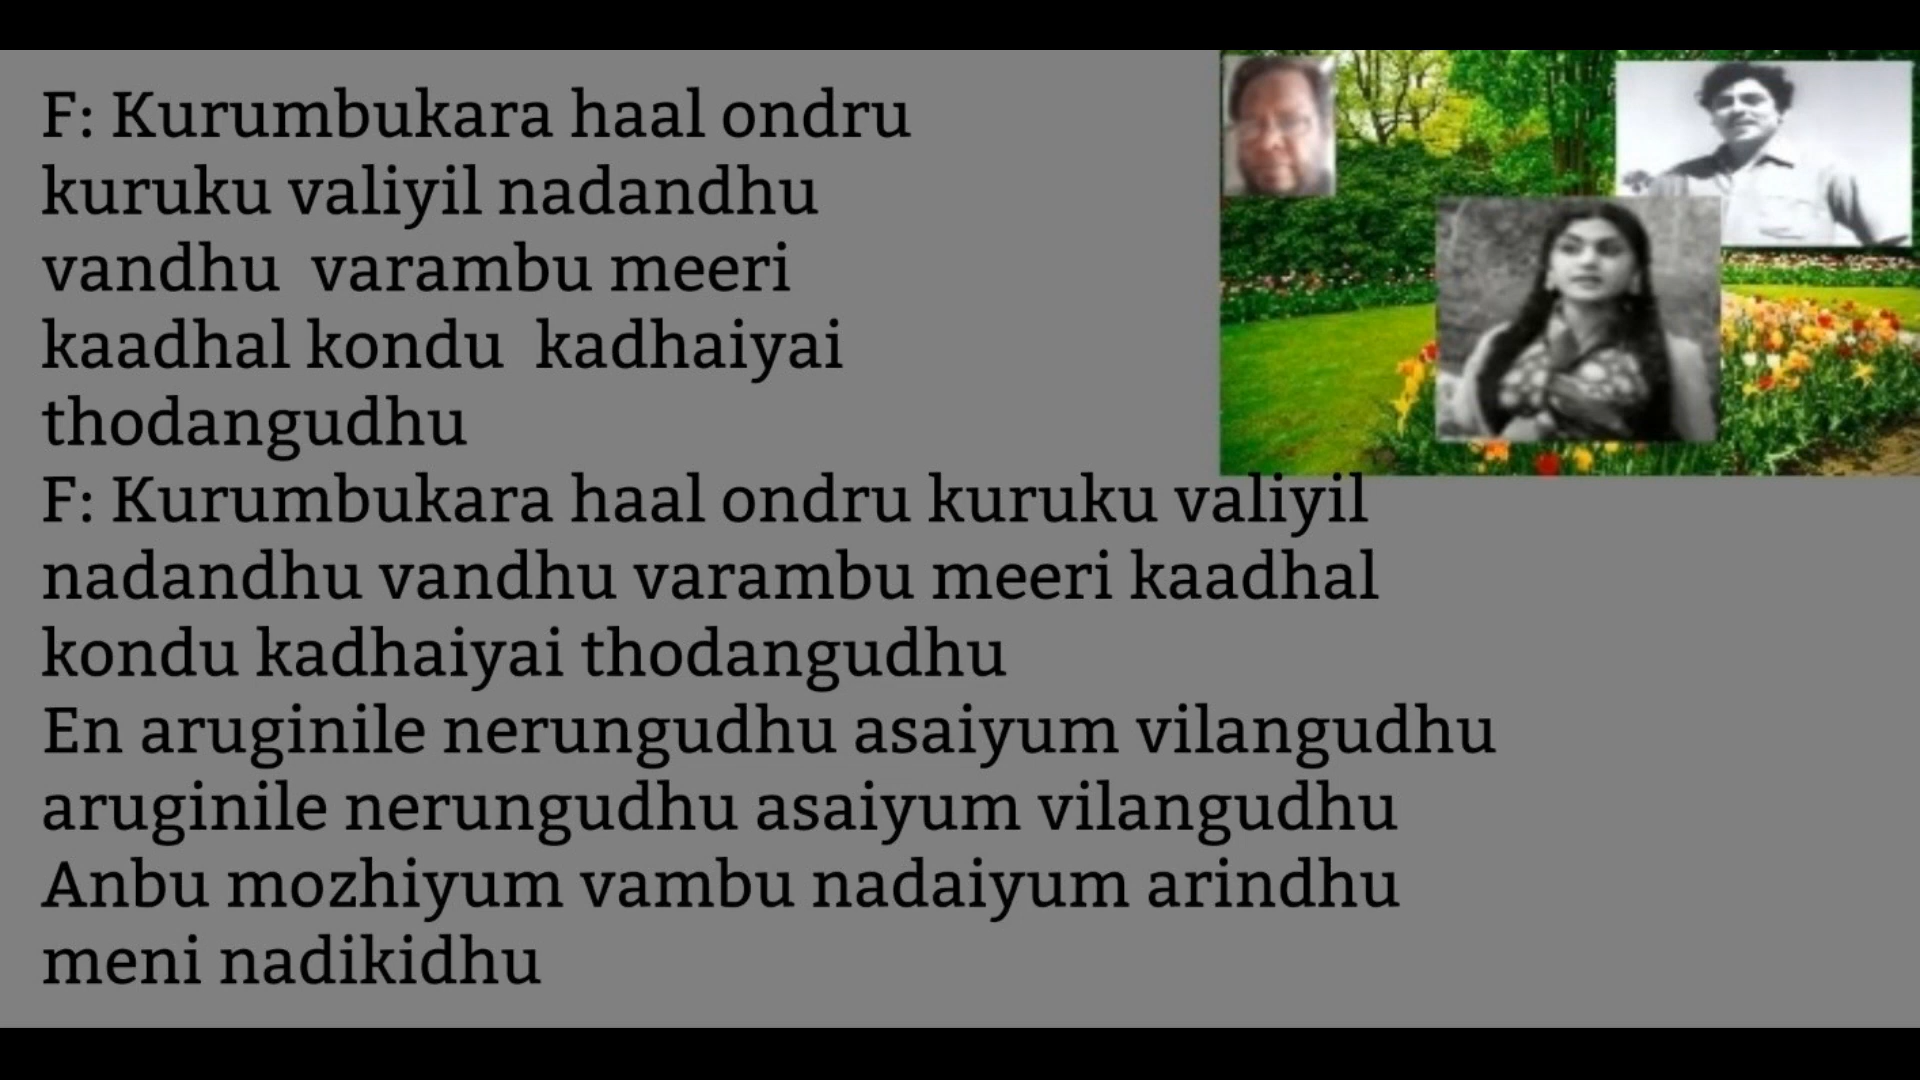 F: Kurumbukara haal ondru
kuruku valiyil nadandhu
vandhu  varambu meeri
kaadhal kondu  kadhaiyai
thodangudhu
F: Kurumbukara haal ondru kuruku valiyil
nadandhu vandhu varambu meeri kaadhal
kondu kadhaiyai thodangudhu
En aruginile nerungudhu asaiyum vilangudhu
aruginile nerungudhu asaiyum vilangudhu
Anbu mozhiyum vambu nadaiyum arindhu
meni nadikidhu